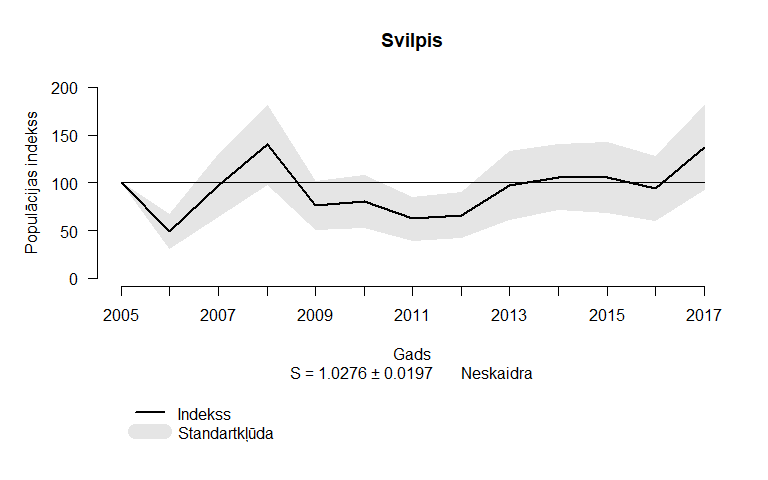 Svilpis
Populācijas indekss
200
150
100
50
0
2005 2007 2009 2011 2013 2015 2017
Gads
S = 1.0276 ± 0.0197 Neskaidra
Indekss
Standartkļūda